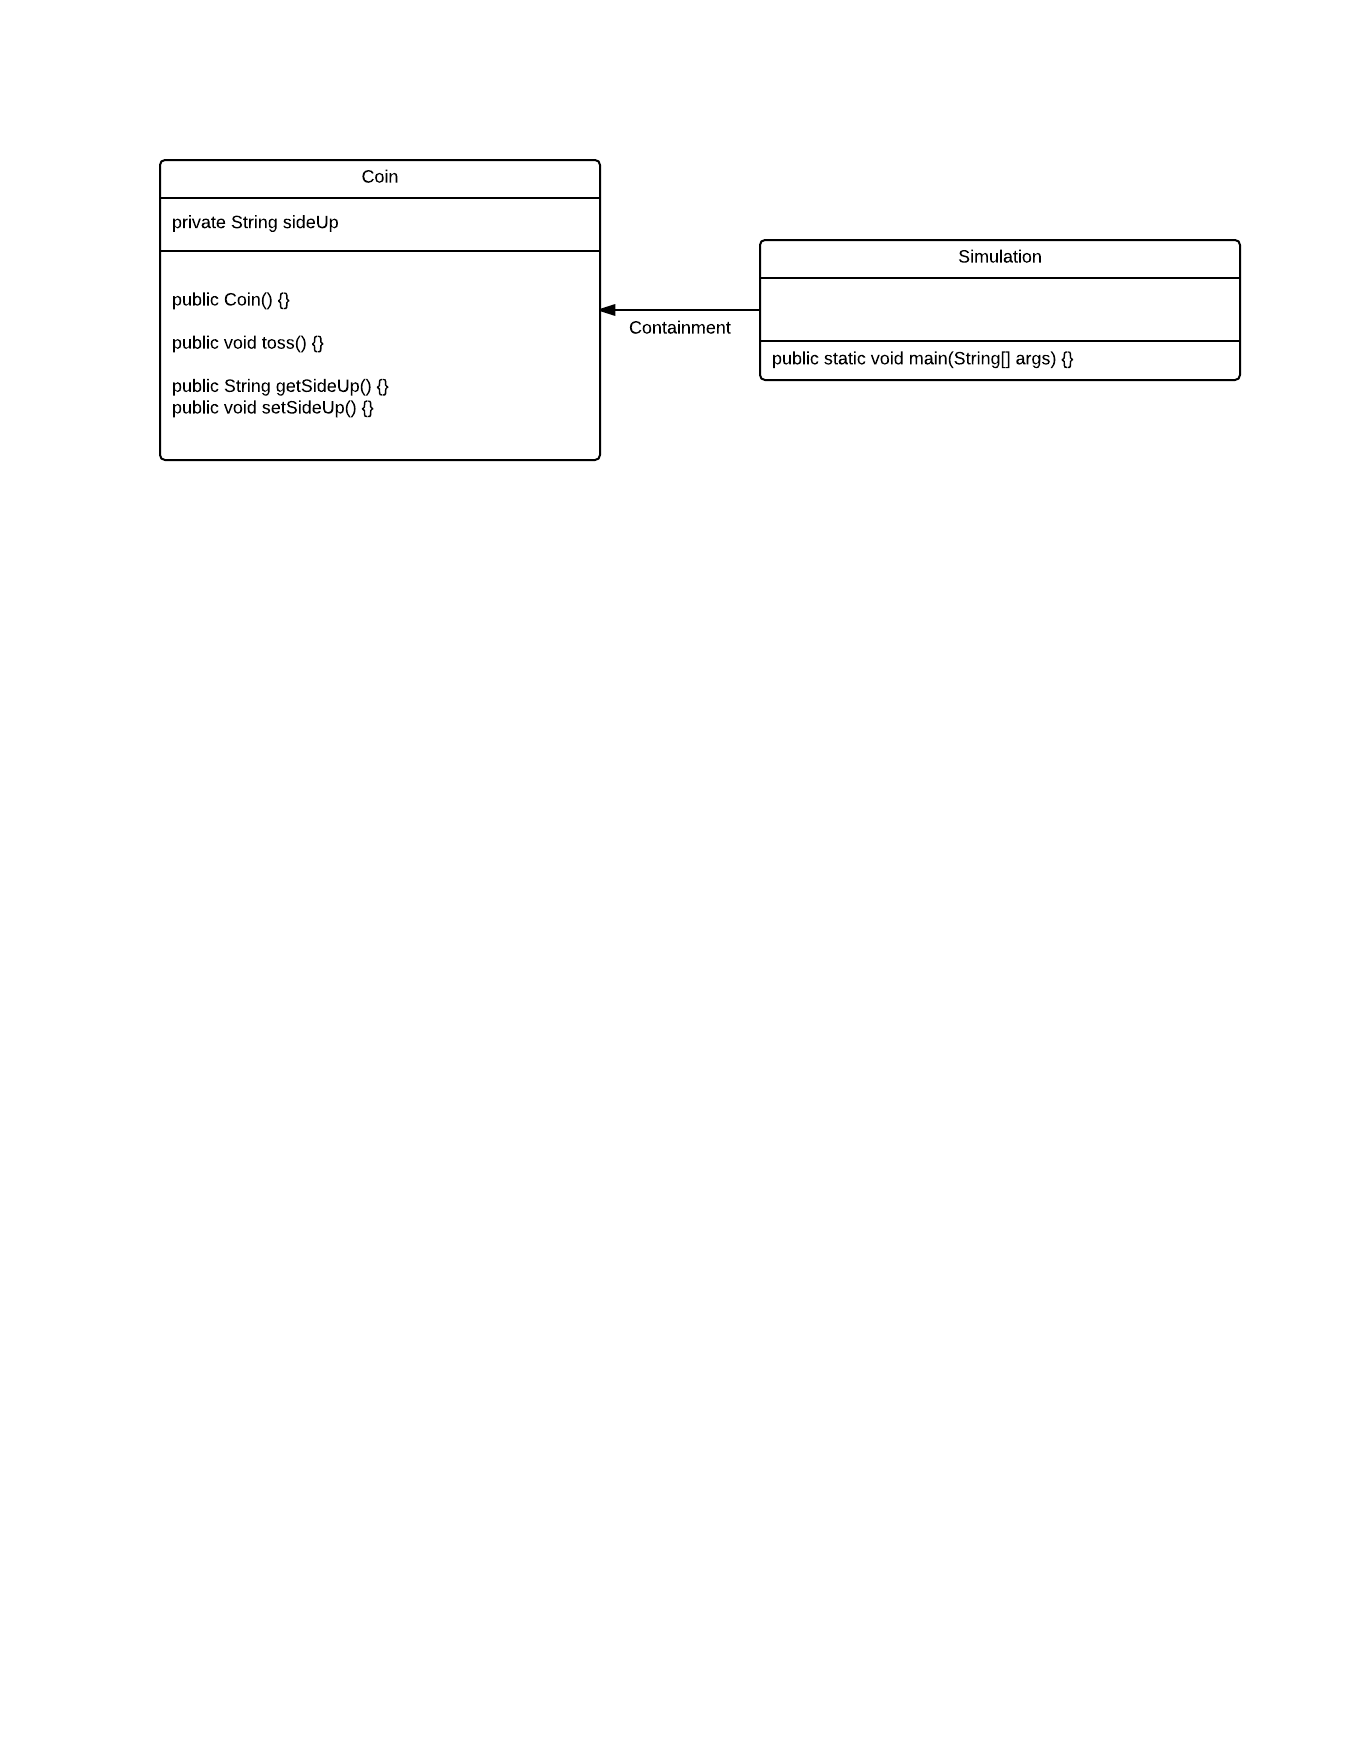 Coin
private String sideUp
public Coin() {}
public void toss() {}
public String getSideUp() {}
public void setSideUp() {}
Containment
Simulation
public static void main(String[] args) {}